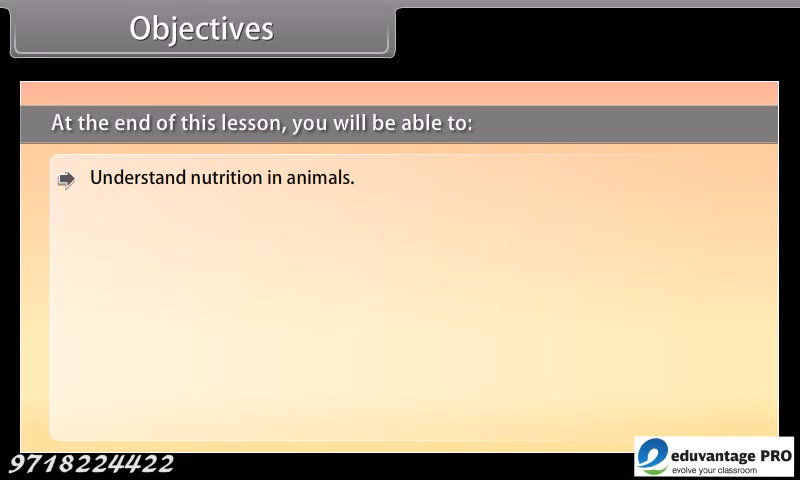 Objectives
At the end of this lesson, you will be able to:
Understand nutrition in animals.
9718224422
eduvantage PRO
evolve your classroom